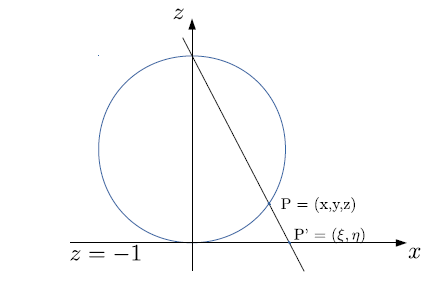 z
P = (x,y,z)
P' = (ξ, η)
z = −1
x